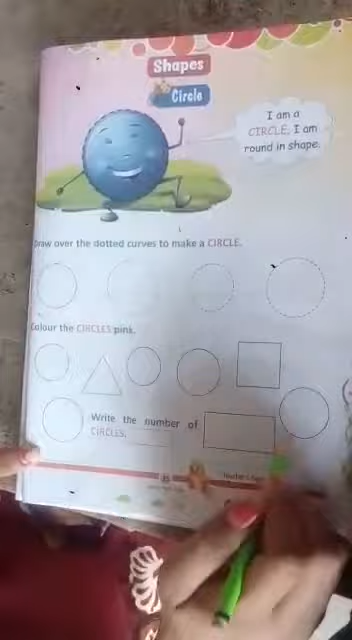 Shapes
Circle
I am a
CIRCLE. I am
round in shape.
Draw over the dotted curves to make a CIRCLE.
Colour the CIRCLES pink.
Write the number of
CIRCLES.